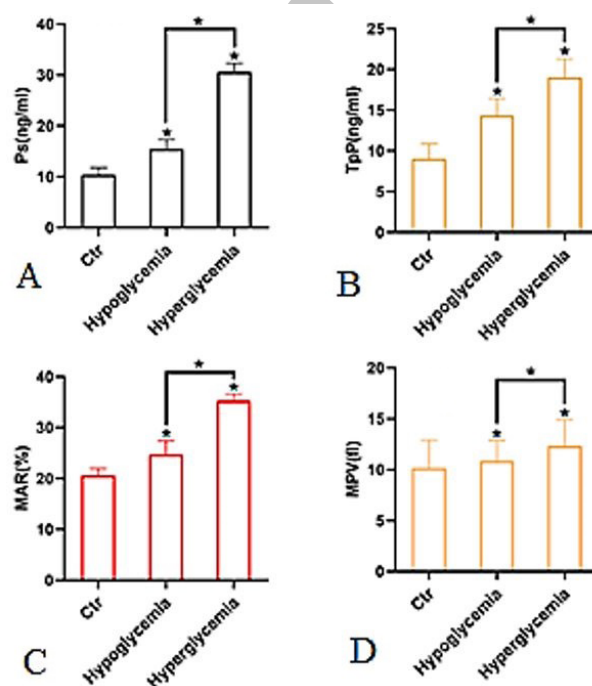 40
30
20
10
0
Ps(ng/ml)
★
★
★
Ctr
Hypoglycemia
Hyperglycemia
A
25
20
15
10
5
0
TpP(ng/ml)
★
★
★
Ctr
Hypoglycemia
Hyperglycemia
B
40
30
20
20
0
MAR(%)
★
★
★
Ctr
Hypoglycemia
Hyperglycemia
C
20
15
10
5
0
MPV(fl)
★
★
★
Ctr
Hypoglycemia
Hyperglycemia
D